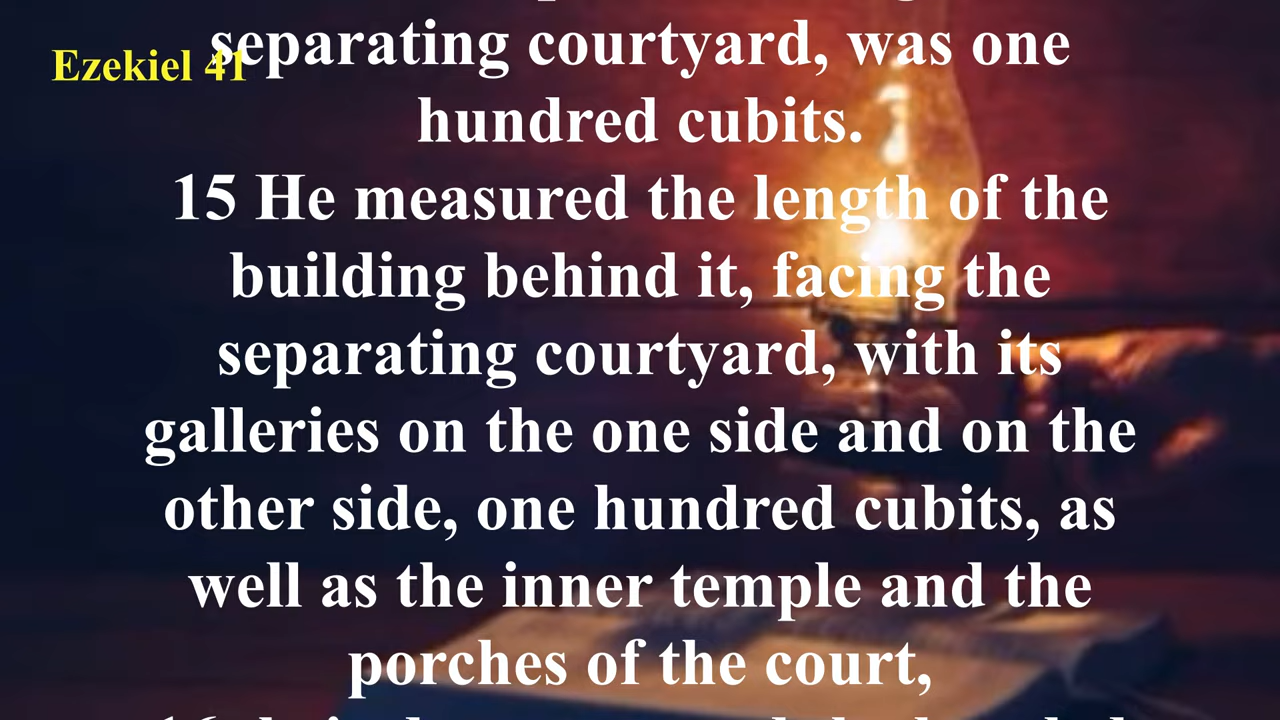 Ezekiel 41
separating courtyard, was one
hundred cubits.
15 He measured the length of the
building behind it, facing the
separating courtyard, with its
galleries on the one side and on the
other side, one hundred cubits, as
well as the inner temple and the
porches of the court,